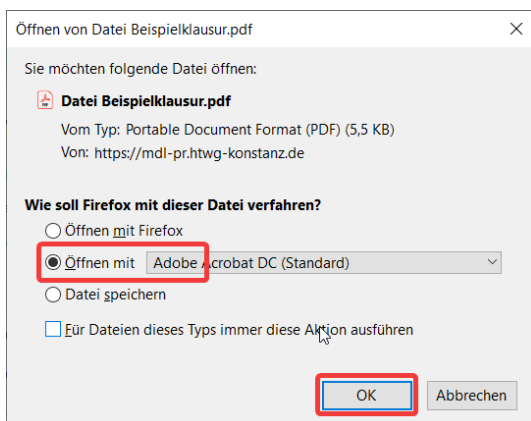 Öffnen von Datei Beispielklausur.pdf
Sie möchten folgende Datei öffnen:
Datei Beispielklausur.pdf
Vom Typ: Portable Document Format (PDF) (5,5 KB)
Von: https://mdl-pr.htwg-konstanz.de
Wie soll Firefox mit dieser Datei verfahren?
Öffnen mit Firefox
Öffnen mit Adobe Acrobat DC (Standard)
Datei speichern
Für Dateien dieses Typs immer diese Aktion ausführen
OK Abbrechen